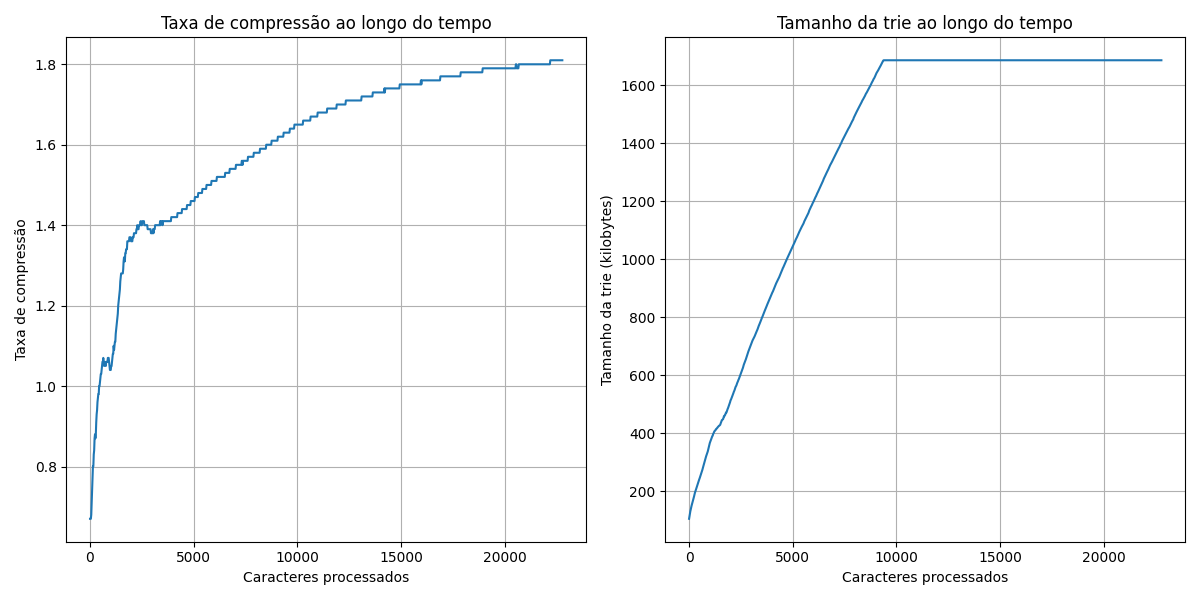 Taxa de compressão ao longo do tempo
Taxa de compressão
1.8
1.6
1.4
1.2
1.0
0.8
0 5000 10000 15000 20000
Caracteres processados
Tamanho da trie ao longo do tempo
Tamanho da trie (kilobytes)
1600
1400
1200
1000
800
600
400
200
0 5000 10000 15000 20000
Caracteres processados